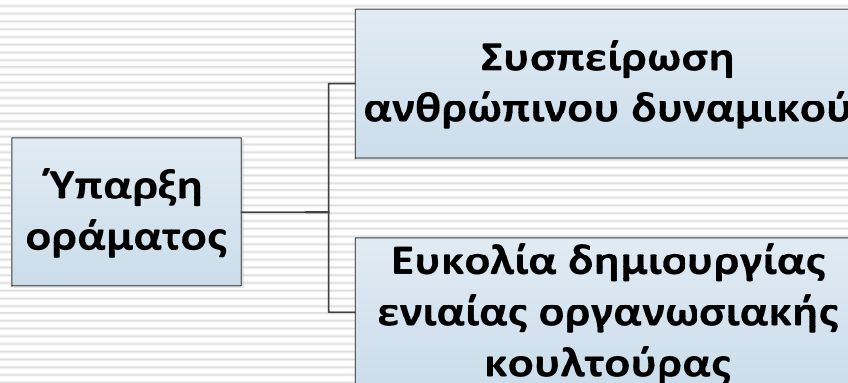 Ύπαρξη
οράματος
Συσπείρωση
ανθρώπινου δυναμικού
Ευκολία δημιουργίας
ενιαίας οργανωσιακής
κουλτούρας